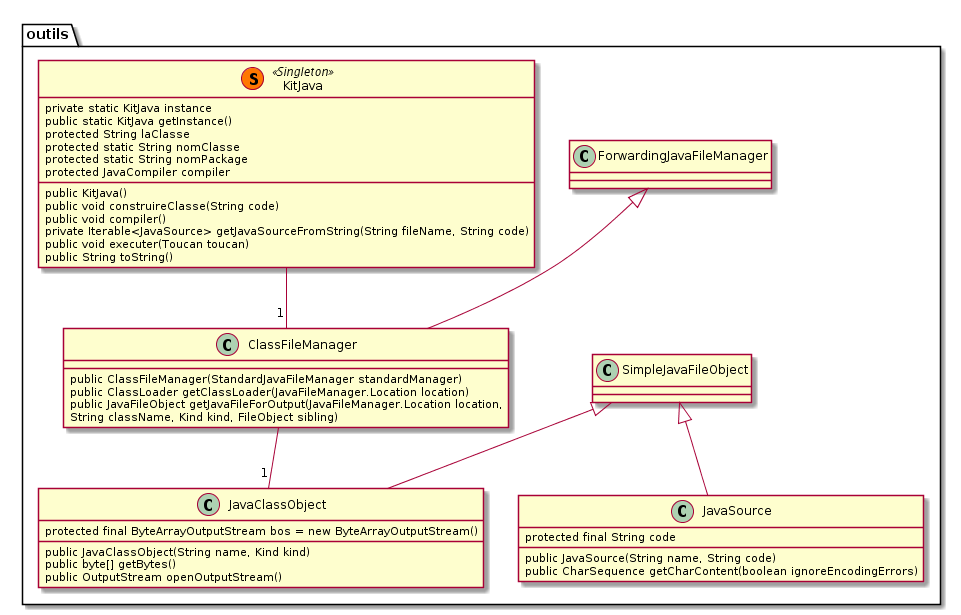 outils
S
«Singleton»
KitJava
private static KitJava instance
public static KitJava getInstance()
protected String laClasse
protected static String nomClasse
protected static String nomPackage
protected JavaCompiler compiler
public KitJava()
public void construireClasse(String code)
public void compiler()
private Iterable<JavaSource> getJavaSourceFromString(String fileName, String code)
public void executer(Toucan toucan)
public String toString()
C ForwardingJavaFileManager
1
C ClassFileManager
public ClassFileManager(StandardJavaFileManager standardManager)
public ClassLoader getClassLoader(JavaFileManager.Location location)
public JavaFileObject getJavaFileForOutput(JavaFileManager.Location location,
String className, Kind kind, FileObject sibling)
C SimpleJavaFileObject
1
C JavaClassObject
protected final ByteArrayOutputStream bos = new ByteArrayOutputStream()
public JavaClassObject(String name, Kind kind)
public byte[] getBytes()
public OutputStream openOutputStream()
C JavaSource
protected final String code
public JavaSource(String name, String code)
public CharSequence getCharContent(boolean ignoreEncodingErrors)